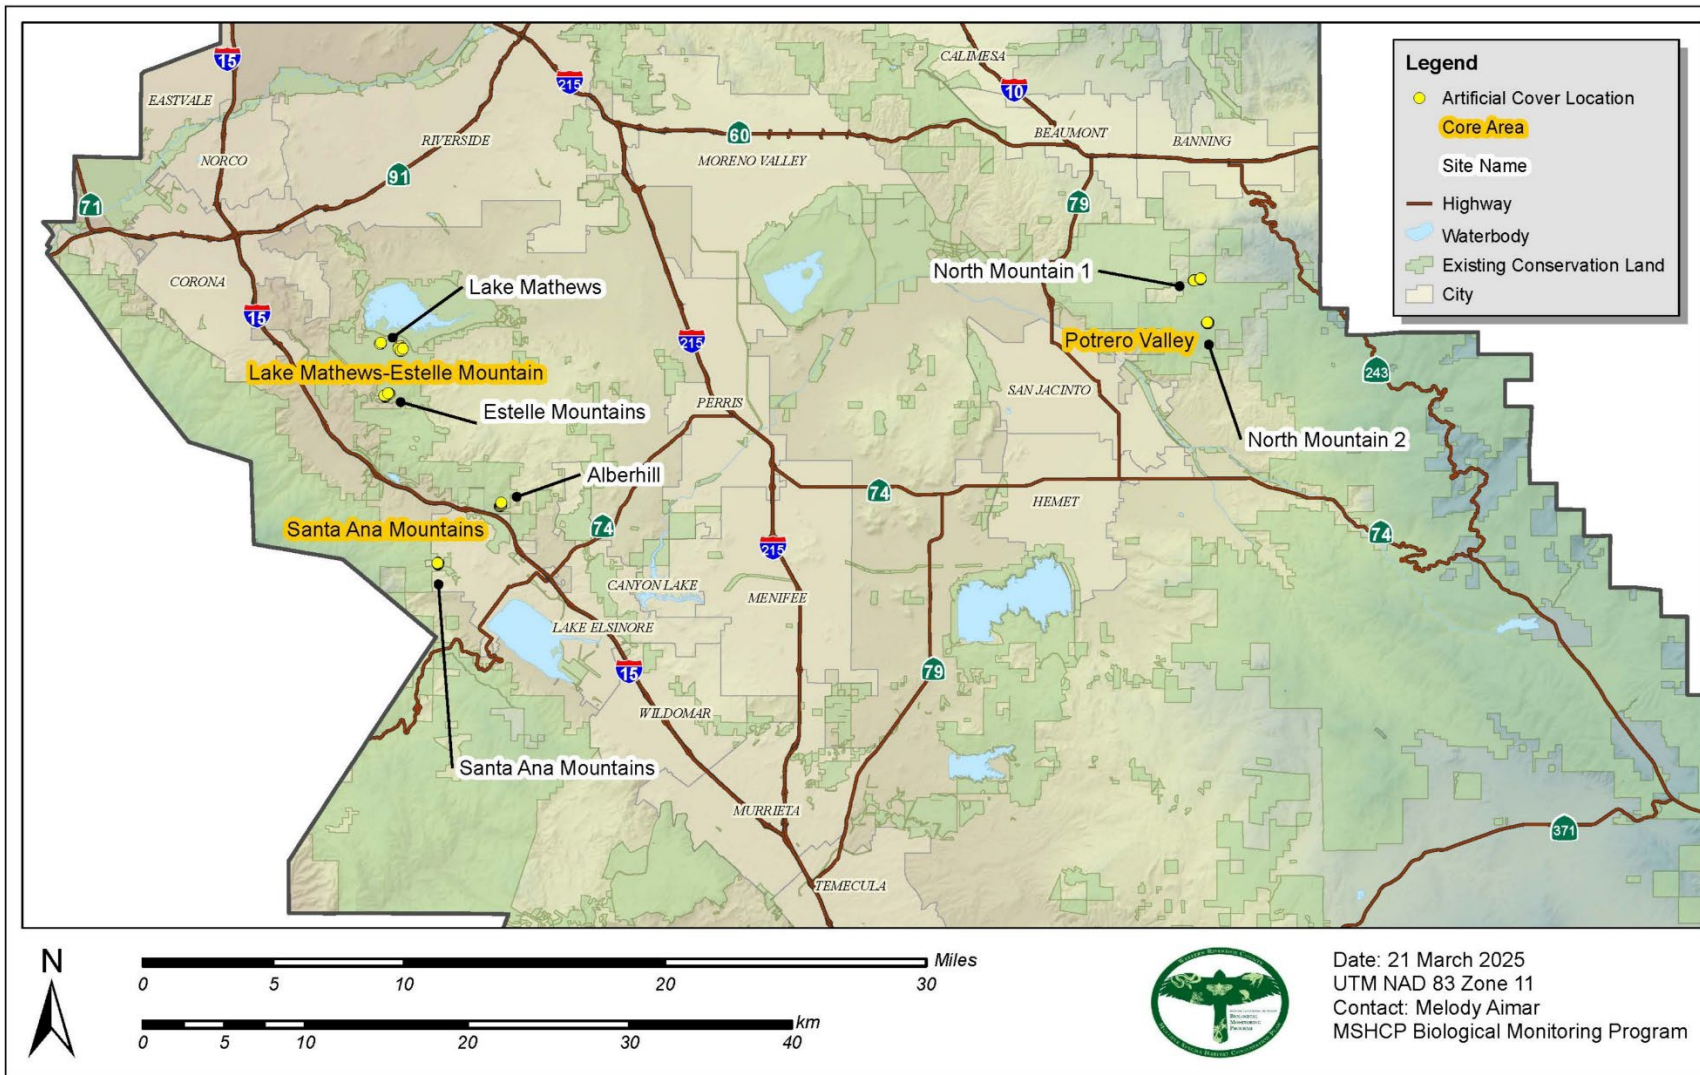 Legend
Artificial Cover Location
Core Area
Site Name
Highway
Waterbody
Existing Conservation Land
City
15
215
10
CALIMESA
EASTVALE
RIVERSIDE
NORCO
60
MORENO VALLEY
BEAUMONT
BANNING
91
71
79
CORONA
15
Lake Mathews
North Mountain 1
215
Potrero Valley
Lake Mathews-Estelle Mountain
243
SAN JACINTO
PERRIS
Estelle Mountains
North Mountain 2
Alberhill
74
HEMET
Santa Ana Mountains
74
74
215
CANYON LAKE
MENIFEE
LAKE ELSINORE
15
79
WILDOMAR
Santa Ana Mountains
MURRIETA
371
TEMECULA
N
Miles
0 5 10 20 30
km
0 5 10 20 30 40
BIOLOGICAL
MONITORING
PROGRAM
Date: 21 March 2025
UTM NAD 83 Zone 11
Contact: Melody Aimar
MSHCP Biological Monitoring Program